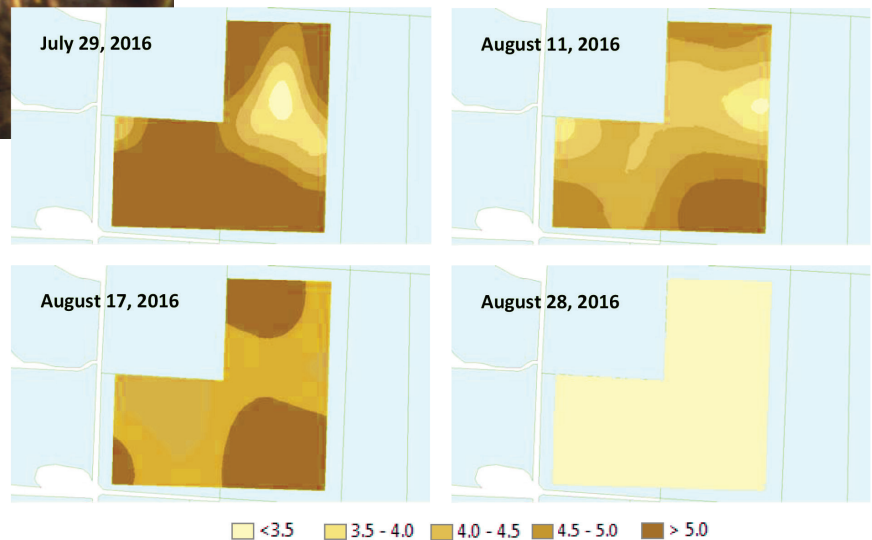 July 29, 2016
August 11, 2016
August 17, 2016
August 28, 2016
<3.5
3.5 - 4.0
4.0 - 4.5
4.5 - 5.0
> 5.0